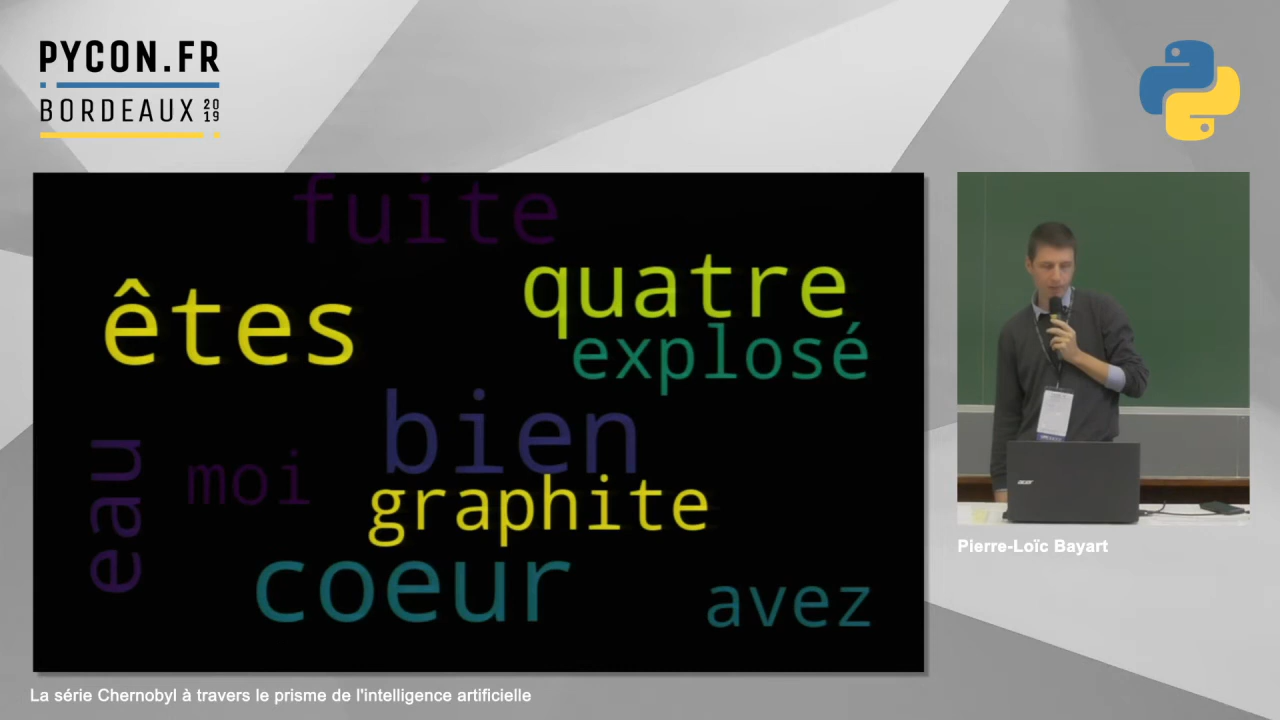 PYCON.FR
BORDEAUX 2019
fuite
êtes
quatre
explosé
bien
eau
moi
graphite
coeur
avez
acer
Pierre-Loïc Bayart
La série Chernobyl à travers le prisme de l'intelligence artificielle